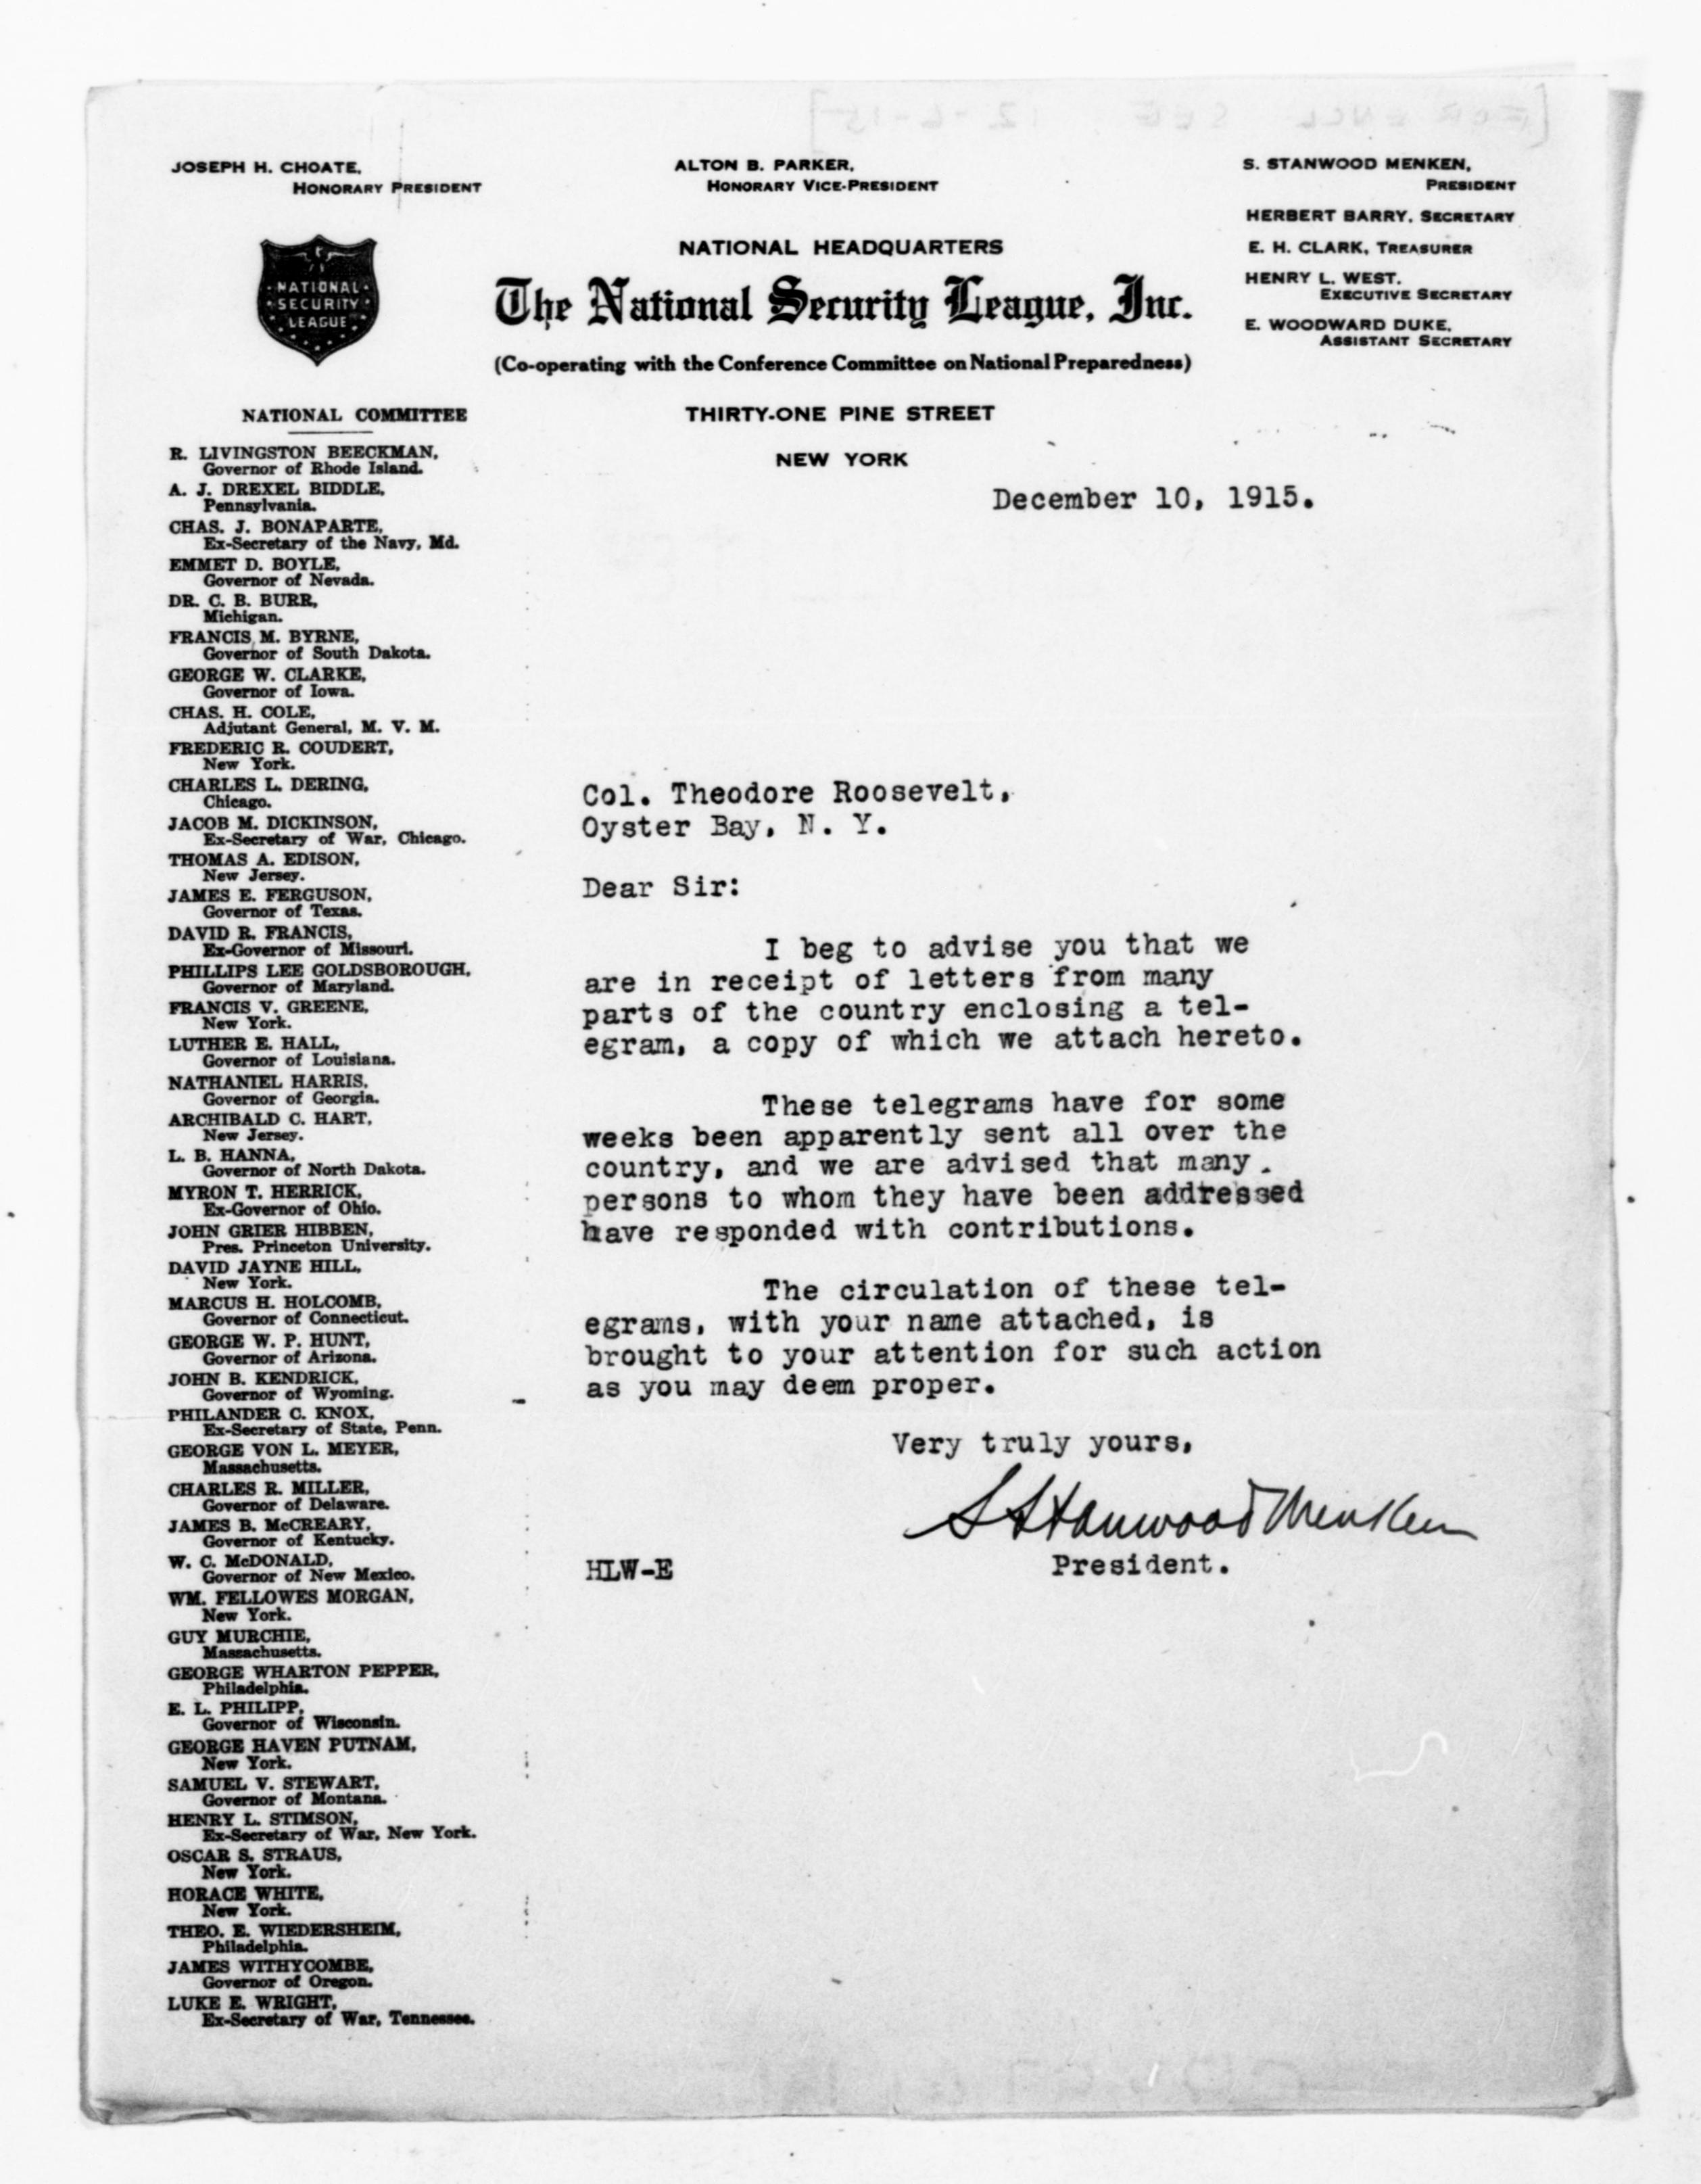 JOSEPH H. CHOATE,
HONORARY PRESIDENT
ALTON B. PARKER,
HONORARY VICE-PRESIDENT
S. STANWOOD MENKEN,
PRESIDENT
HERBERT BARRY, SECRETARY
E. H. CLARK, TREASURER
HENRY L. WEST,
EXECUTIVE SECRETARY
E. WOODWARD DUKE,
ASSISTANT SECRETARY
NATIONAL
SECURITY
LEAGUE
NATIONAL HEADQUARTERS
The National Security League, Inc.
(Co-operating with the Conference Committee on National Preparedness)
THIRTY-ONE PINE STREET
NEW YORK
NATIONAL COMMITTEE
R. LIVINGSTON BEECKMAN,
Governor of Rhode Island.
A. J. DREXEL BIDDLE,
Pennsylvania.
CHAS. J. BONAPARTE,
Ex-Secretary of the Navy, Md.
EMMET D. BOYLE,
Governor of Nevada.
DR. C. B. BURR,
Michigan.
FRANCIS M. BYRNE,
Governor of South Dakota.
GEORGE W. CLARKE,
Governor of Iowa.
CHAS. H. COLE,
Adjutant General, M. V. M.
FREDERIC R. COUDERT,
New York.
CHARLES L. DERING,
Chicago.
JACOB M. DICKINSON,
Ex-Secretary of War, Chicago.
THOMAS A. EDISON,
New Jersey.
JAMES E. FERGUSON,
Governor of Texas.
DAVID R. FRANCIS,
Ex-Governor of Missouri.
PHILLIPS LEE GOLDSBOROUGH,
Governor of Maryland.
FRANCIS V. GREENE,
New York.
LUTHER E. HALL,
Governor of Louisiana.
NATHANIEL HARRIS,
Governor of Georgia.
ARCHIBALD C. HART,
New Jersey.
L. B. HANNA,
Governor of North Dakota.
MYRON T. HERRICK,
Ex-Governor of Ohio.
JOHN GRIER HIBBEN,
Pres. Princeton University.
DAVID JAYNE HILL,
New York.
MARCUS H. HOLCOMB,
Governor of Connecticut.
GEORGE W. P. HUNT,
Governor of Arizona.
JOHN B. KENDRICK,
Governor of Wyoming.
PHILANDER C. KNOX,
Ex-Secretary of State, Penn.
GEORGE VON L. MEYER,
Massachusetts.
CHARLES R. MILLER,
Governor of Delaware.
JAMES B. McCREARY,
Governor of Kentucky.
W. C. McDONALD,
Governor of New Mexico.
WM. FELLOWES MORGAN,
New York.
GUY MURCHIE,
Massachusetts.
GEORGE WHARTON PEPPER,
Philadelphia.
E. L. PHILIPP,
Governor of Wisconsin.
GEORGE HAVEN PUTNAM,
New York.
SAMUEL V. STEWART,
Governor of Montana.
HENRY L. STIMSON,
Ex-Secretary of War, New York.
OSCAR S. STRAUS,
New York.
HORACE WHITE,
New York.
THEO. E. WIEDERSHEIM,
Philadelphia.
JAMES WITHYCOMBE,
Governor of Oregon.
LUKE E. WRIGHT,
Ex-Secretary of War, Tennessee.
December 10, 1915.
Col. Theodore Roosevelt,
Oyster Bay, N. Y.
Dear Sir:
I beg to advise you that we
are in receipt of letters from many
parts of the country enclosing a tel-
egram, a copy of which we attach hereto.
These telegrams have for some
weeks been apparently sent all over the
country, and we are advised that many
persons to whom they have been addressed
have responded with contributions.
The circulation of these tel-
egrams, with your name attached, is
brought to your attention for such action
as you may deem proper.
Very truly yours,
S Stanwood Menken
President.
HLW-E